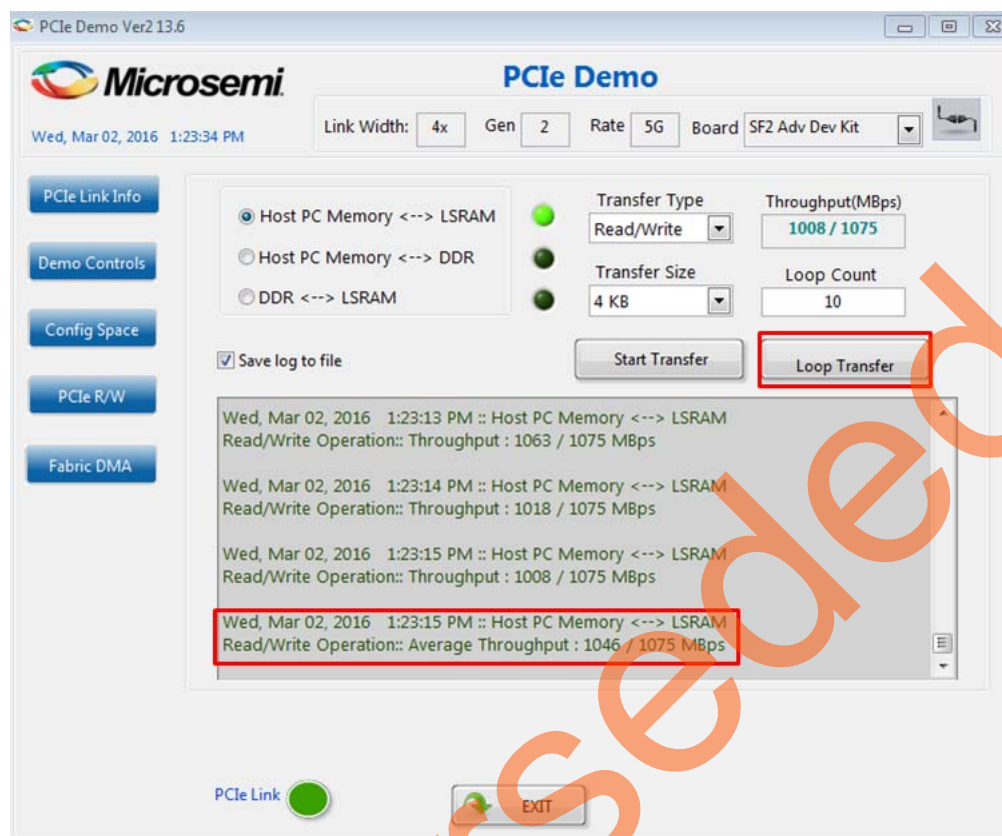 PCIe Demo Ver2 13.6
Microsemi.
PCIe Demo
Wed, Mar 02, 2016 1:23:34 PM
Link Width: 4x Gen 2 Rate 5G Board SF2 Adv Dev Kit
PCIe Link Info
Demo Controls
Config Space
PCIe R/W
Fabric DMA
Host PC Memory <--> LSRAM
Host PC Memory <--> DDR
DDR <--> LSRAM
Transfer Type
Read/Write
Transfer Size
4 KB
Throughput(MBps)
1008 / 1075
Loop Count
10
Save log to file
Start Transfer
Loop Transfer
Wed, Mar 02, 2016 1:23:13 PM :: Host PC Memory <--> LSRAM
Read/Write Operation:: Throughput : 1063 / 1075 MBps
Wed, Mar 02, 2016 1:23:14 PM :: Host PC Memory <--> LSRAM
Read/Write Operation:: Throughput : 1018 / 1075 MBps
Wed, Mar 02, 2016 1:23:15 PM :: Host PC Memory <--> LSRAM
Read/Write Operation:: Throughput : 1008 / 1075 MBps
Wed, Mar 02, 2016 1:23:15 PM :: Host PC Memory <--> LSRAM
Read/Write Operation:: Average Throughput : 1046 / 1075 MBps
PCIe Link
EXIT
seded